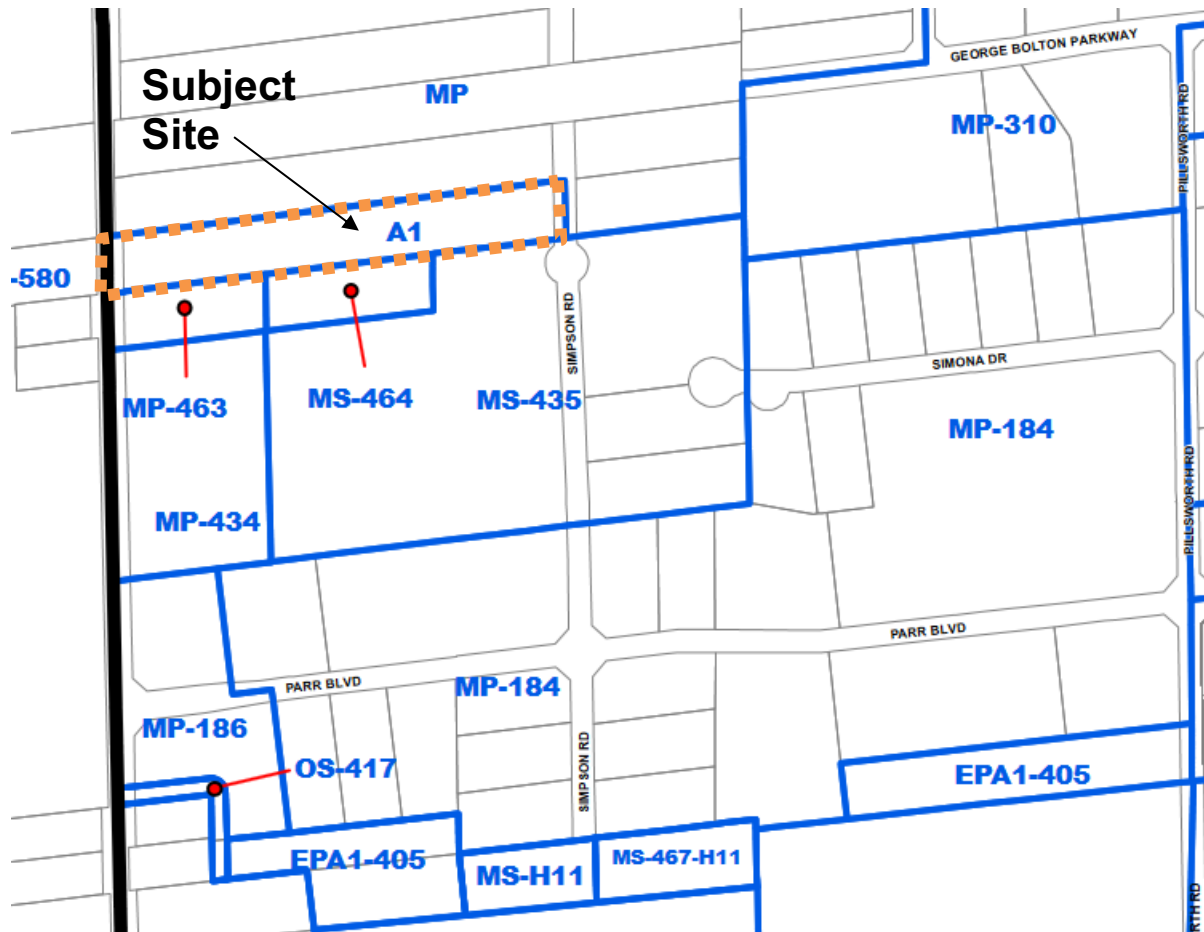 GEORGE BOLTON PARKWAY
Subject
Site
MP
MP-310
PILLSWORTH RD
A1
-580
SIMPSON RD
SIMONA DR
MP-463
MS-464
MS-435
MP-184
MP-434
PILLSWORTH RD
PARR BLVD
PARR BLVD
MP-184
MP-186
SIMPSON RD
OS-417
EPA1-405
EPA1-405
MS-H11
MS-467-H11
RTH RD